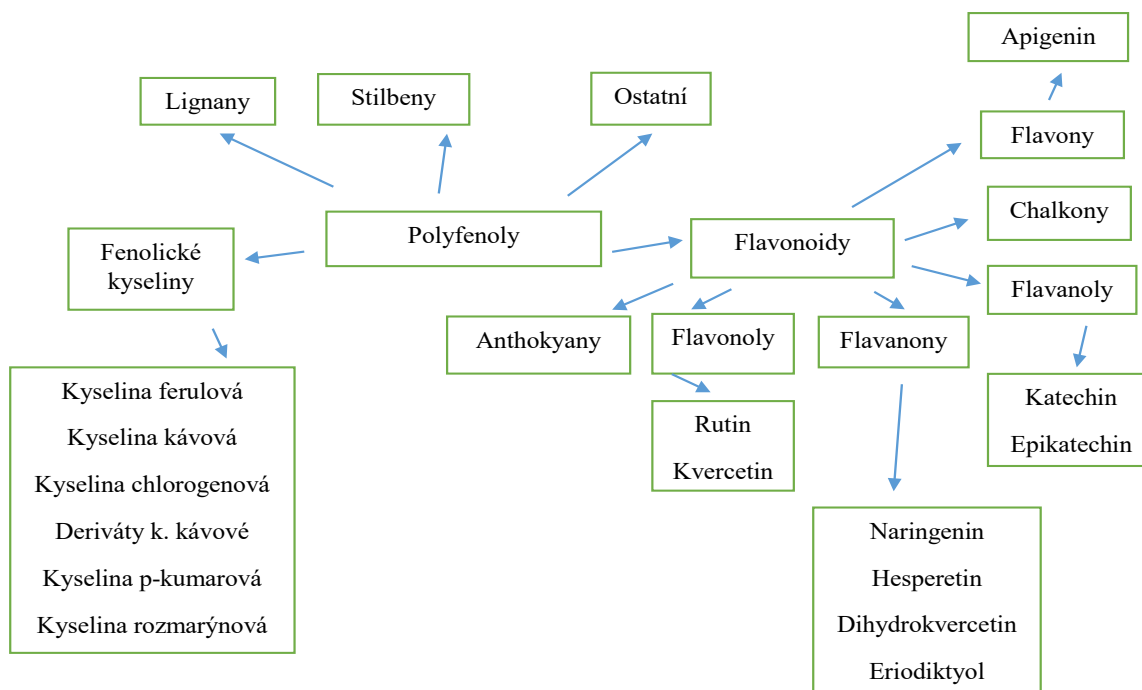 Apigenin
Lignany
Stilbeny
Ostatní
Flavony
Chalkony
Polyfenoly
Flavonoidy
Fenolické
kyseliny
Flavanoly
Anthokyany
Flavonoly
Flavanony
Kyselina ferulová
Kyselina kávová
Kyselina chlorogenová
Deriváty k. kávové
Kyselina p-kumarová
Kyselina rozmarýnová
Rutin
Kvercetin
Katechin
Epikatechin
Naringenin
Hesperetin
Dihydrokvercetin
Eriodiktyol